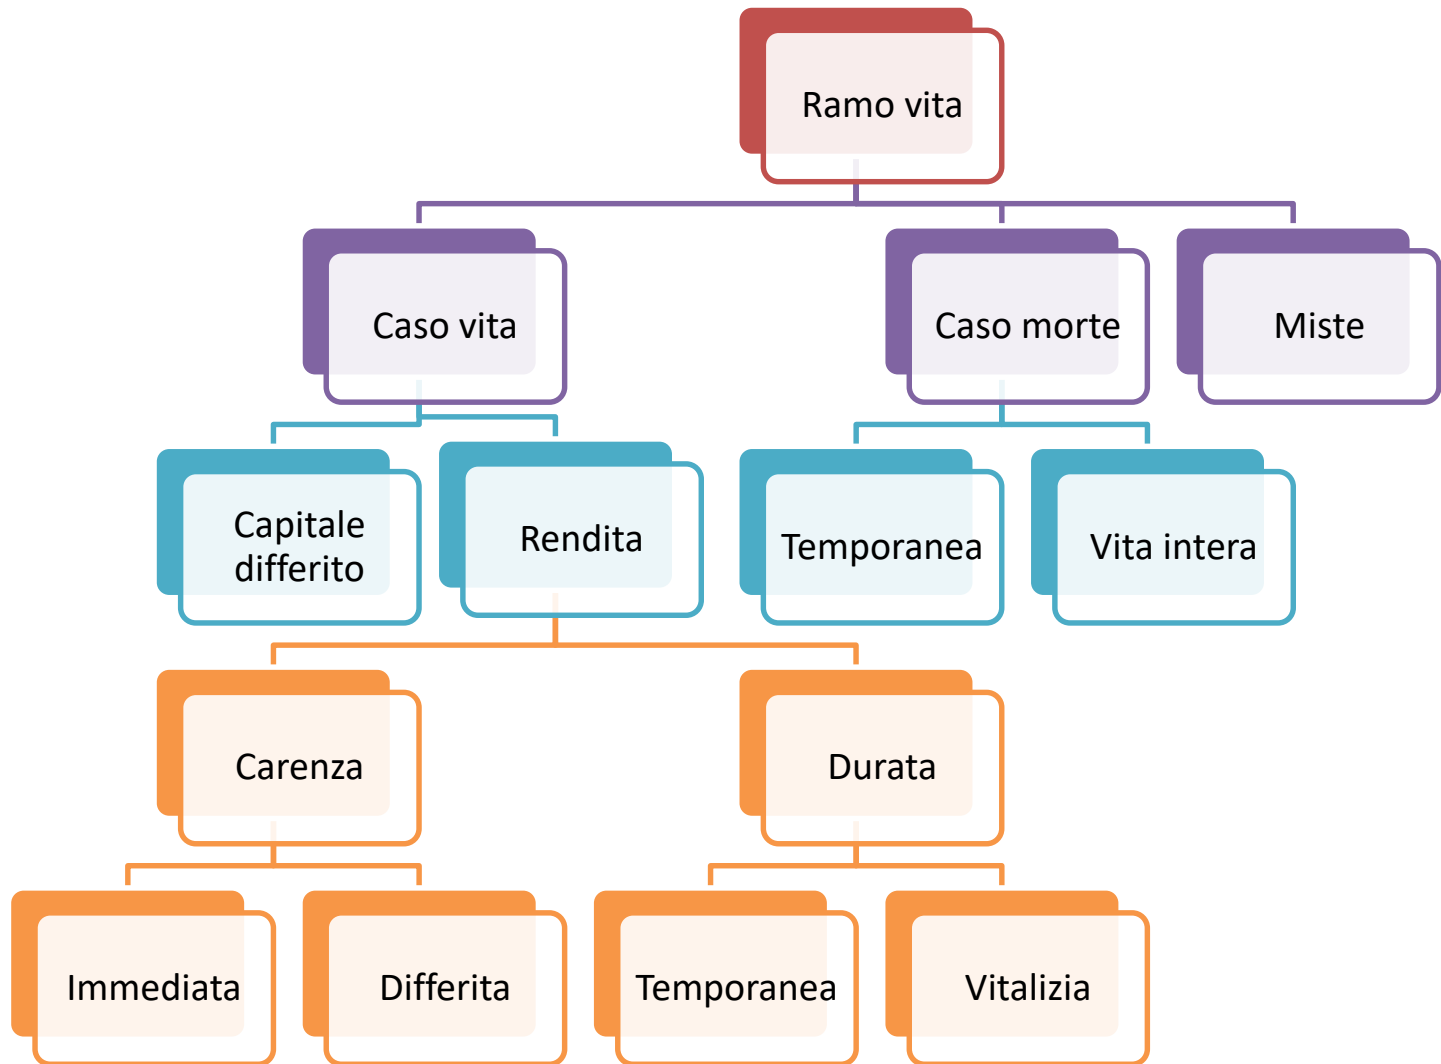 Ramo vita
Caso vita
Caso morte
Miste
Capitale
differito
Rendita
Temporanea
Vita intera
Carenza
Durata
Immediata
Differita
Temporanea
Vitalizia